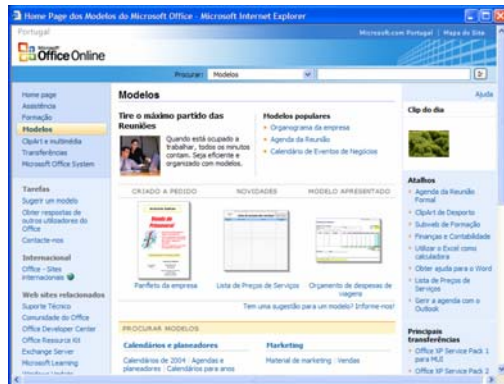 Home Page dos Modelos do Microsoft Office - Microsoft Internet Explorer
Portugal
Microsoft.com Portugal | Mapa do Site
Microsoft
Office Online
Procurar: Modelos
Home page
Assistência
Formação
Modelos
ClipArt e multimédia
Transferências
Microsoft Office System
Tarefas
Sugerir um modelo
Obter respostas de
outros utilizadores do
Office
Contacte-nos
Internacional
Office - Sites
internacionais
Web sites relacionados
Suporte Técnico
Comunidade do Office
Office Developer Center
Office Resource Kit
Exchange Server
Microsoft Learning
Windows Update
Modelos
Ajuda
Tire o máximo partido das
Reuniões
Quando está ocupado a
trabalhar, todos os minutos
contam. Seja eficiente e
organizado com modelos.
Modelos populares
Organograma da empresa
Agenda da Reunião
Calendário de Eventos de Negócios
CRIADO A PEDIDO
NOVIDADES
MODELO APRESENTADO
Panfleto da empresa
Lista de Preços de Serviços
Orçamento de despesas de
viagens
Tem uma sugestão para um modelo? Informe-nos!
PROCURAR MODELOS
Calendários e planeadores
Calendários de 2004 | Agendas e
planeadores | Calendários para anos
Marketing
Material de marketing | Vendas
Clip do dia
Atalhos
Agenda da Reunião
Formal
ClipArt de Desporto
Subweb de Formação
Finanças e Contabilidade
Utilizar o Excel como
calculadora
Obter ajuda para o Word
Lista de Preços de
Serviços
Gerir a agenda com o
Outlook
Principais
transferências
Office XP Service Pack 1
para MUI
Office XP Service Pack 2